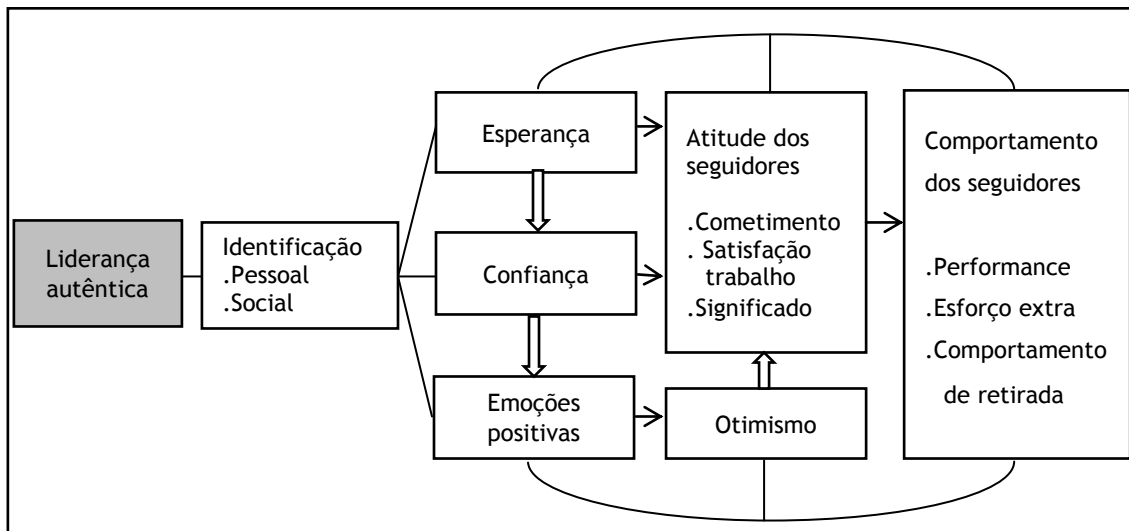 Liderança
autêntica
Identificação
.Pessoal
.Social
Esperança
Confiança
Emoções
positivas
Atitude dos
seguidores
.Cometimento
. Satisfação
trabalho
.Significado
Otimismo
Comportamento
dos seguidores
.Performance
.Esforço extra
.Comportamento
de retirada